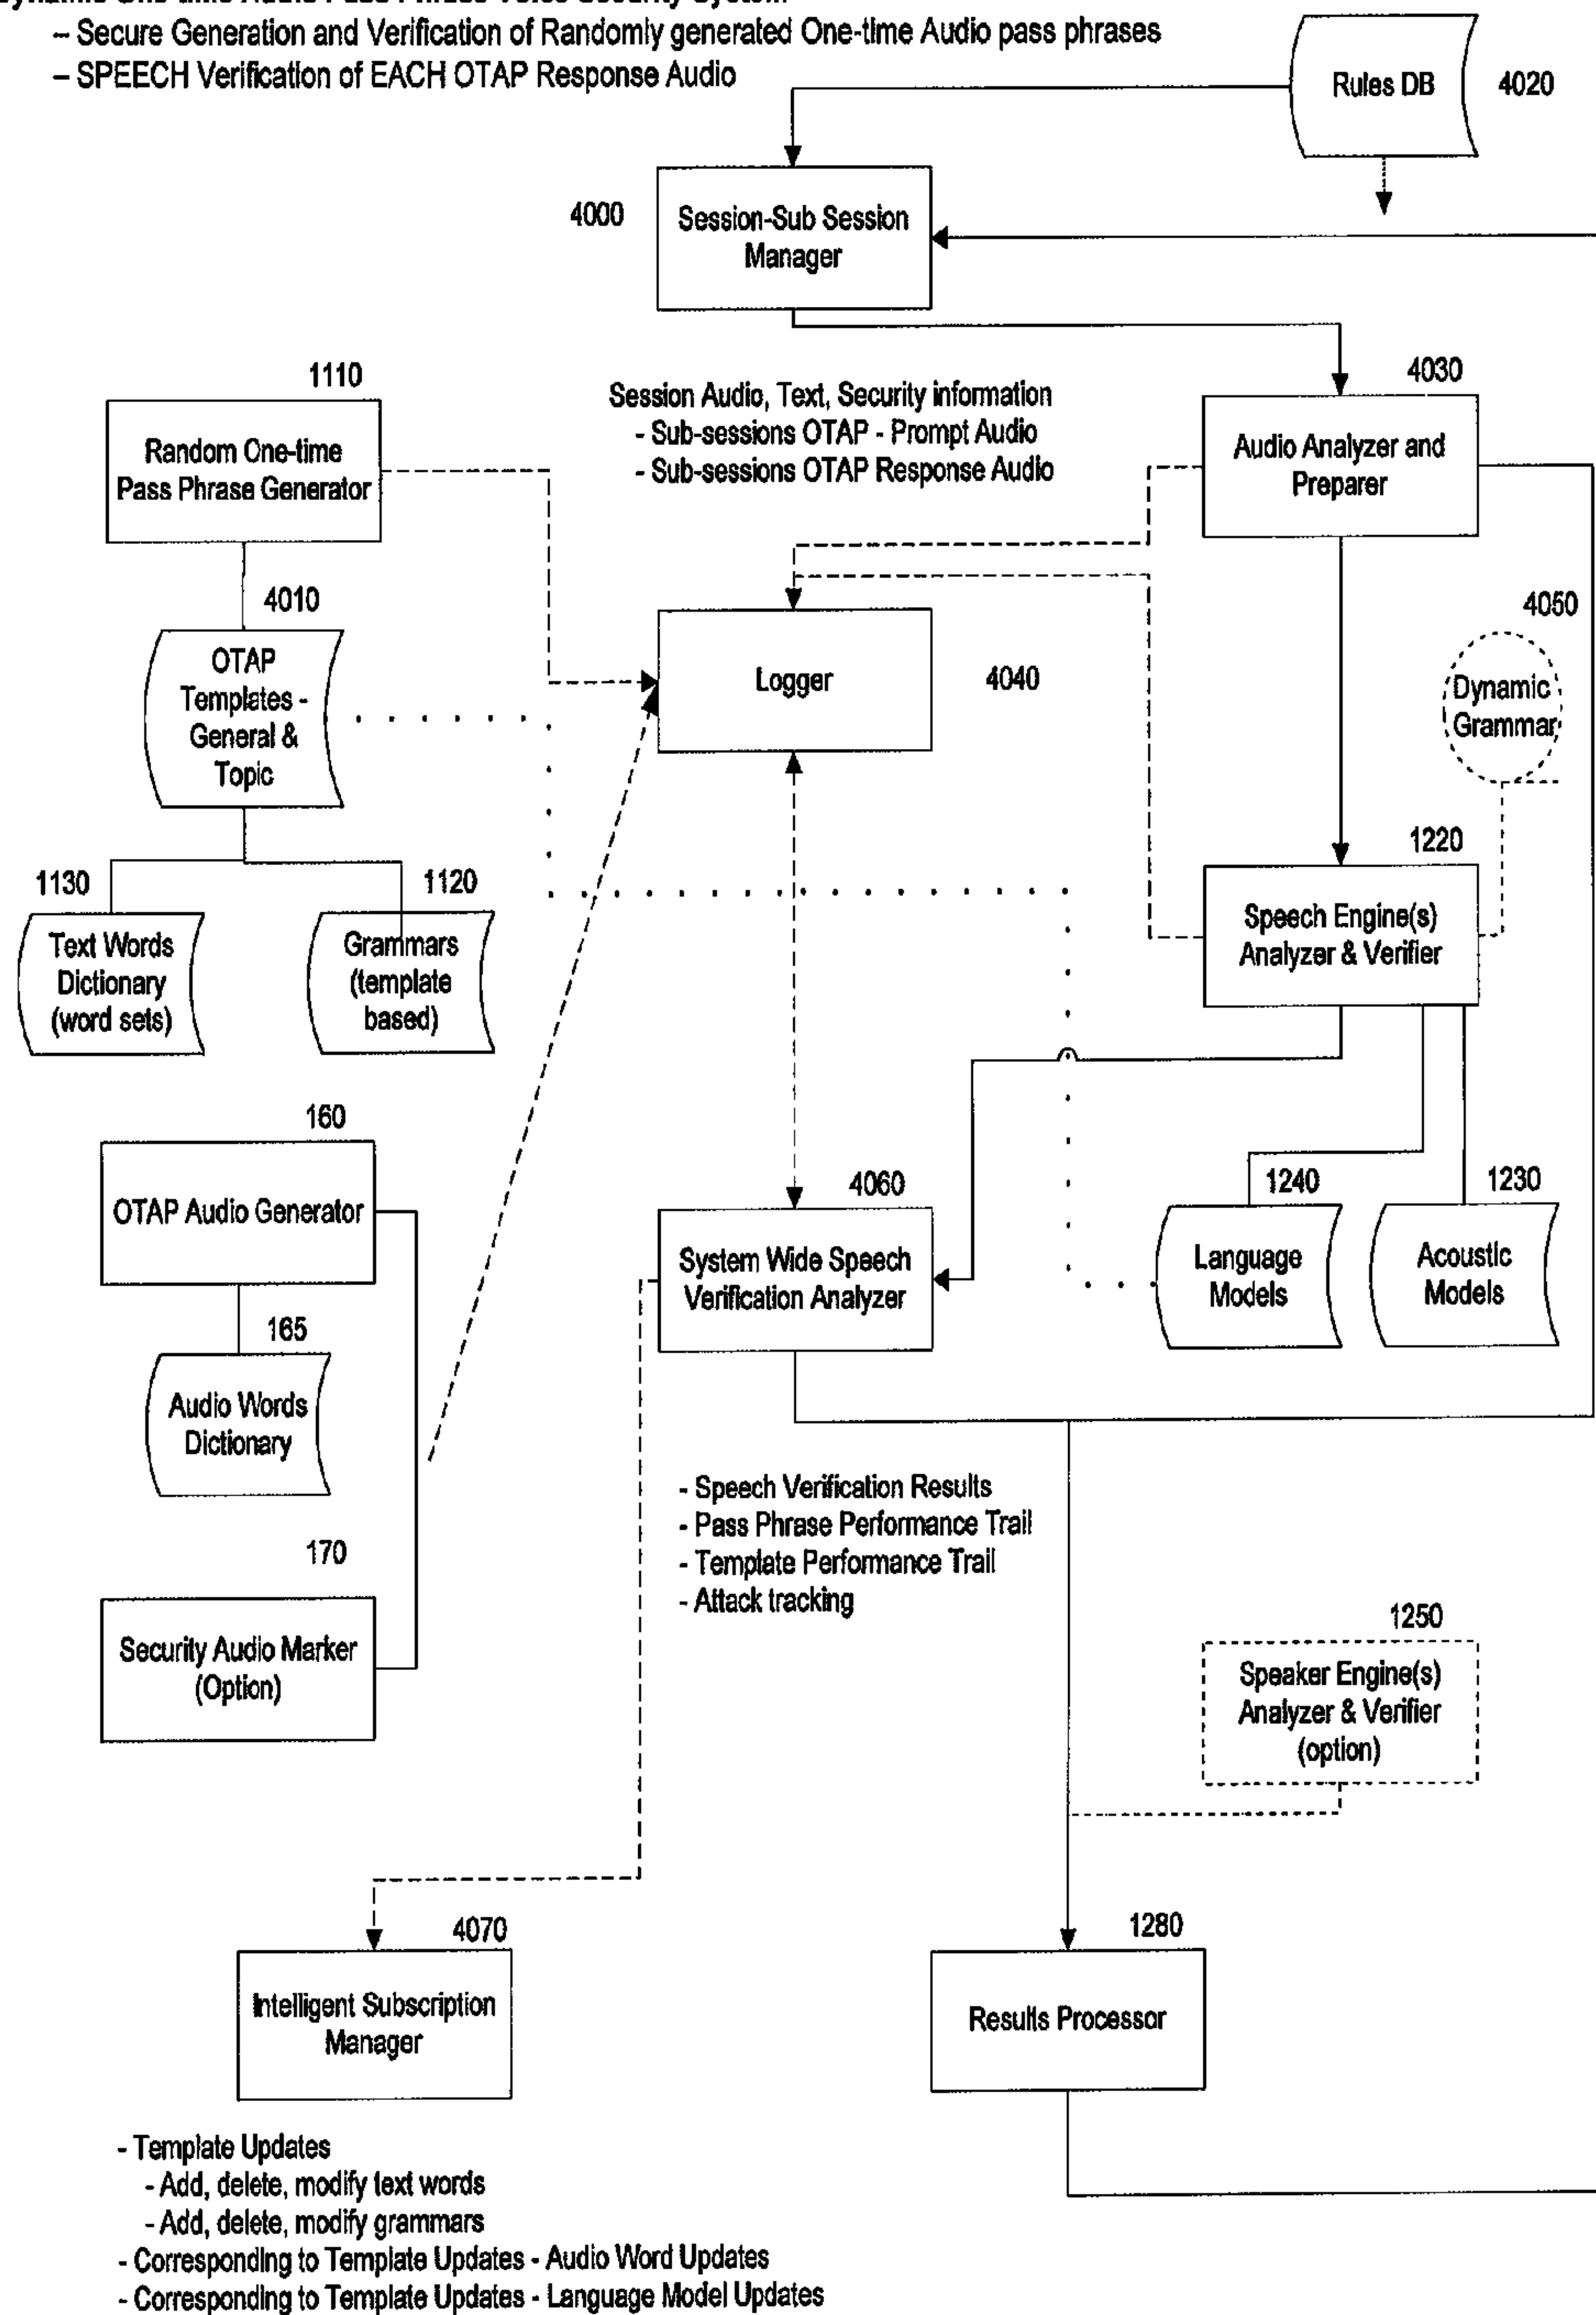 – Secure Generation and Verification of Randomly generated One-time Audio pass phrases
– SPEECH Verification of EACH OTAP Response Audio
Rules DB
4020
4000
Session-Sub Session
Manager
1110
Random One-time
Pass Phrase Generator
Session Audio, Text, Security information
- Sub-sessions OTAP - Prompt Audio
- Sub-sessions OTAP Response Audio
4030
Audio Analyzer and
Preparer
4010
OTAP
Templates -
General &
Topic
Logger
4040
4050
Dynamic
Grammar
1130
Text Words
Dictionary
(word sets)
1120
Grammars
(template
based)
1220
Speech Engine(s)
Analyzer & Verifier
160
OTAP Audio Generator
165
Audio Words
Dictionary
4060
System Wide Speech
Verification Analyzer
1240
Language
Models
1230
Acoustic
Models
170
Security Audio Marker
(Option)
- Speech Verification Results
- Pass Phrase Performance Trail
- Template Performance Trail
- Attack tracking
1250
Speaker Engine(s)
Analyzer & Verifier
(option)
4070
Intelligent Subscription
Manager
1280
Results Processor
- Template Updates
- Add, delete, modify text words
- Add, delete, modify grammars
- Corresponding to Template Updates - Audio Word Updates
- Corresponding to Template Updates - Language Model Updates